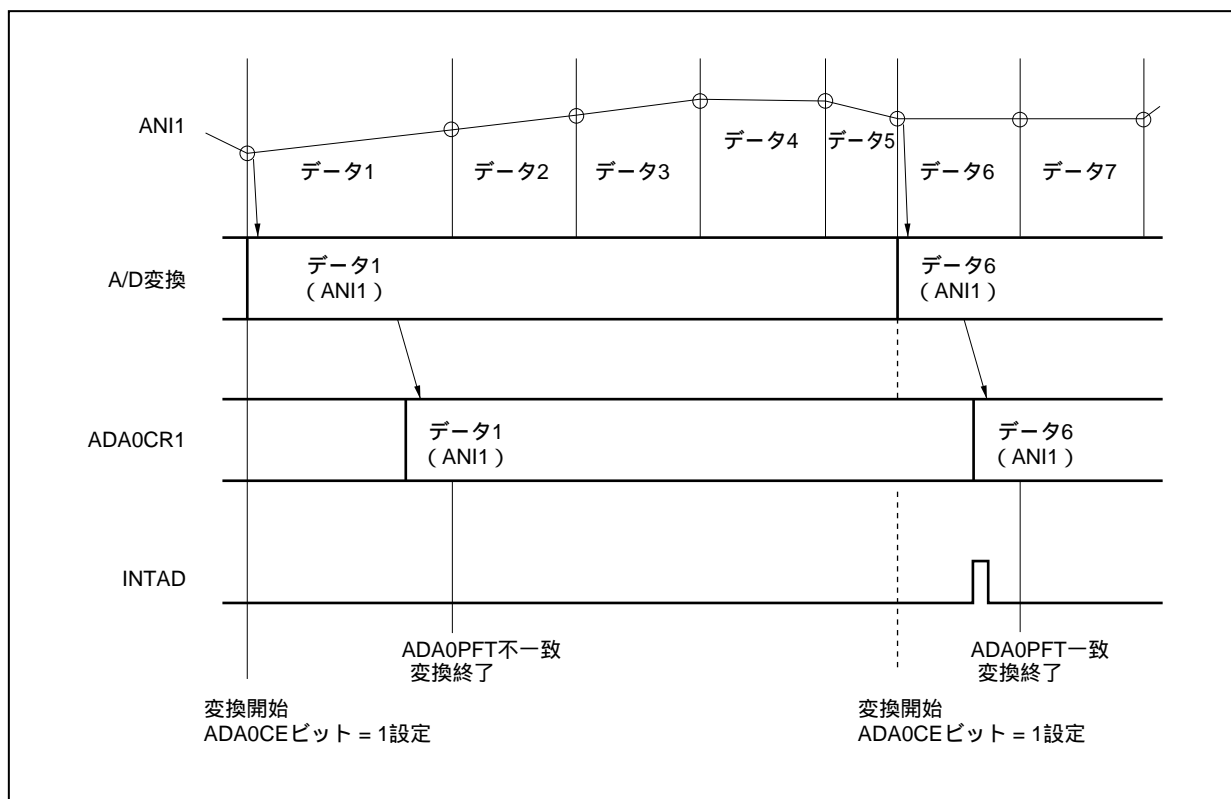 ANI1
データ1
データ2
データ3
データ4
データ5
データ6
データ7
A/D変換
データ1
（ANI1）
データ6
（ANI1）
ADA0CR1
データ1
（ANI1）
データ6
（ANI1）
INTAD
ADA0PFT不一致
変換終了
ADA0PFT一致
変換終了
変換開始
ADA0CEビット = 1設定
変換開始
ADA0CEビット = 1設定